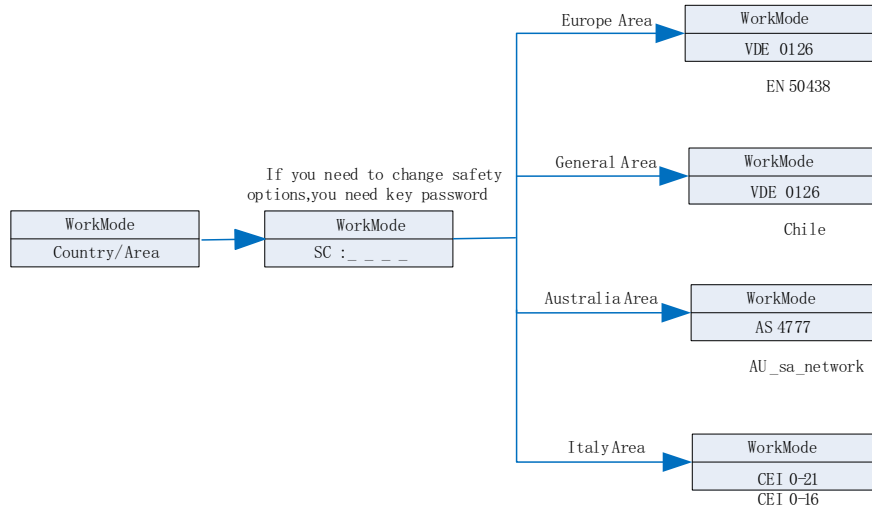 Europe Area
WorkMode
VDE 0126
EN 50438
If you need to change safety
options,you need key password
General Area
WorkMode
VDE 0126
Chile
WorkMode
Country/Area
WorkMode
SC :_ _ _ _
Australia Area
WorkMode
AS 4777
AU_sa_network
Italy Area
WorkMode
CEI 0-21
CEI 0-16